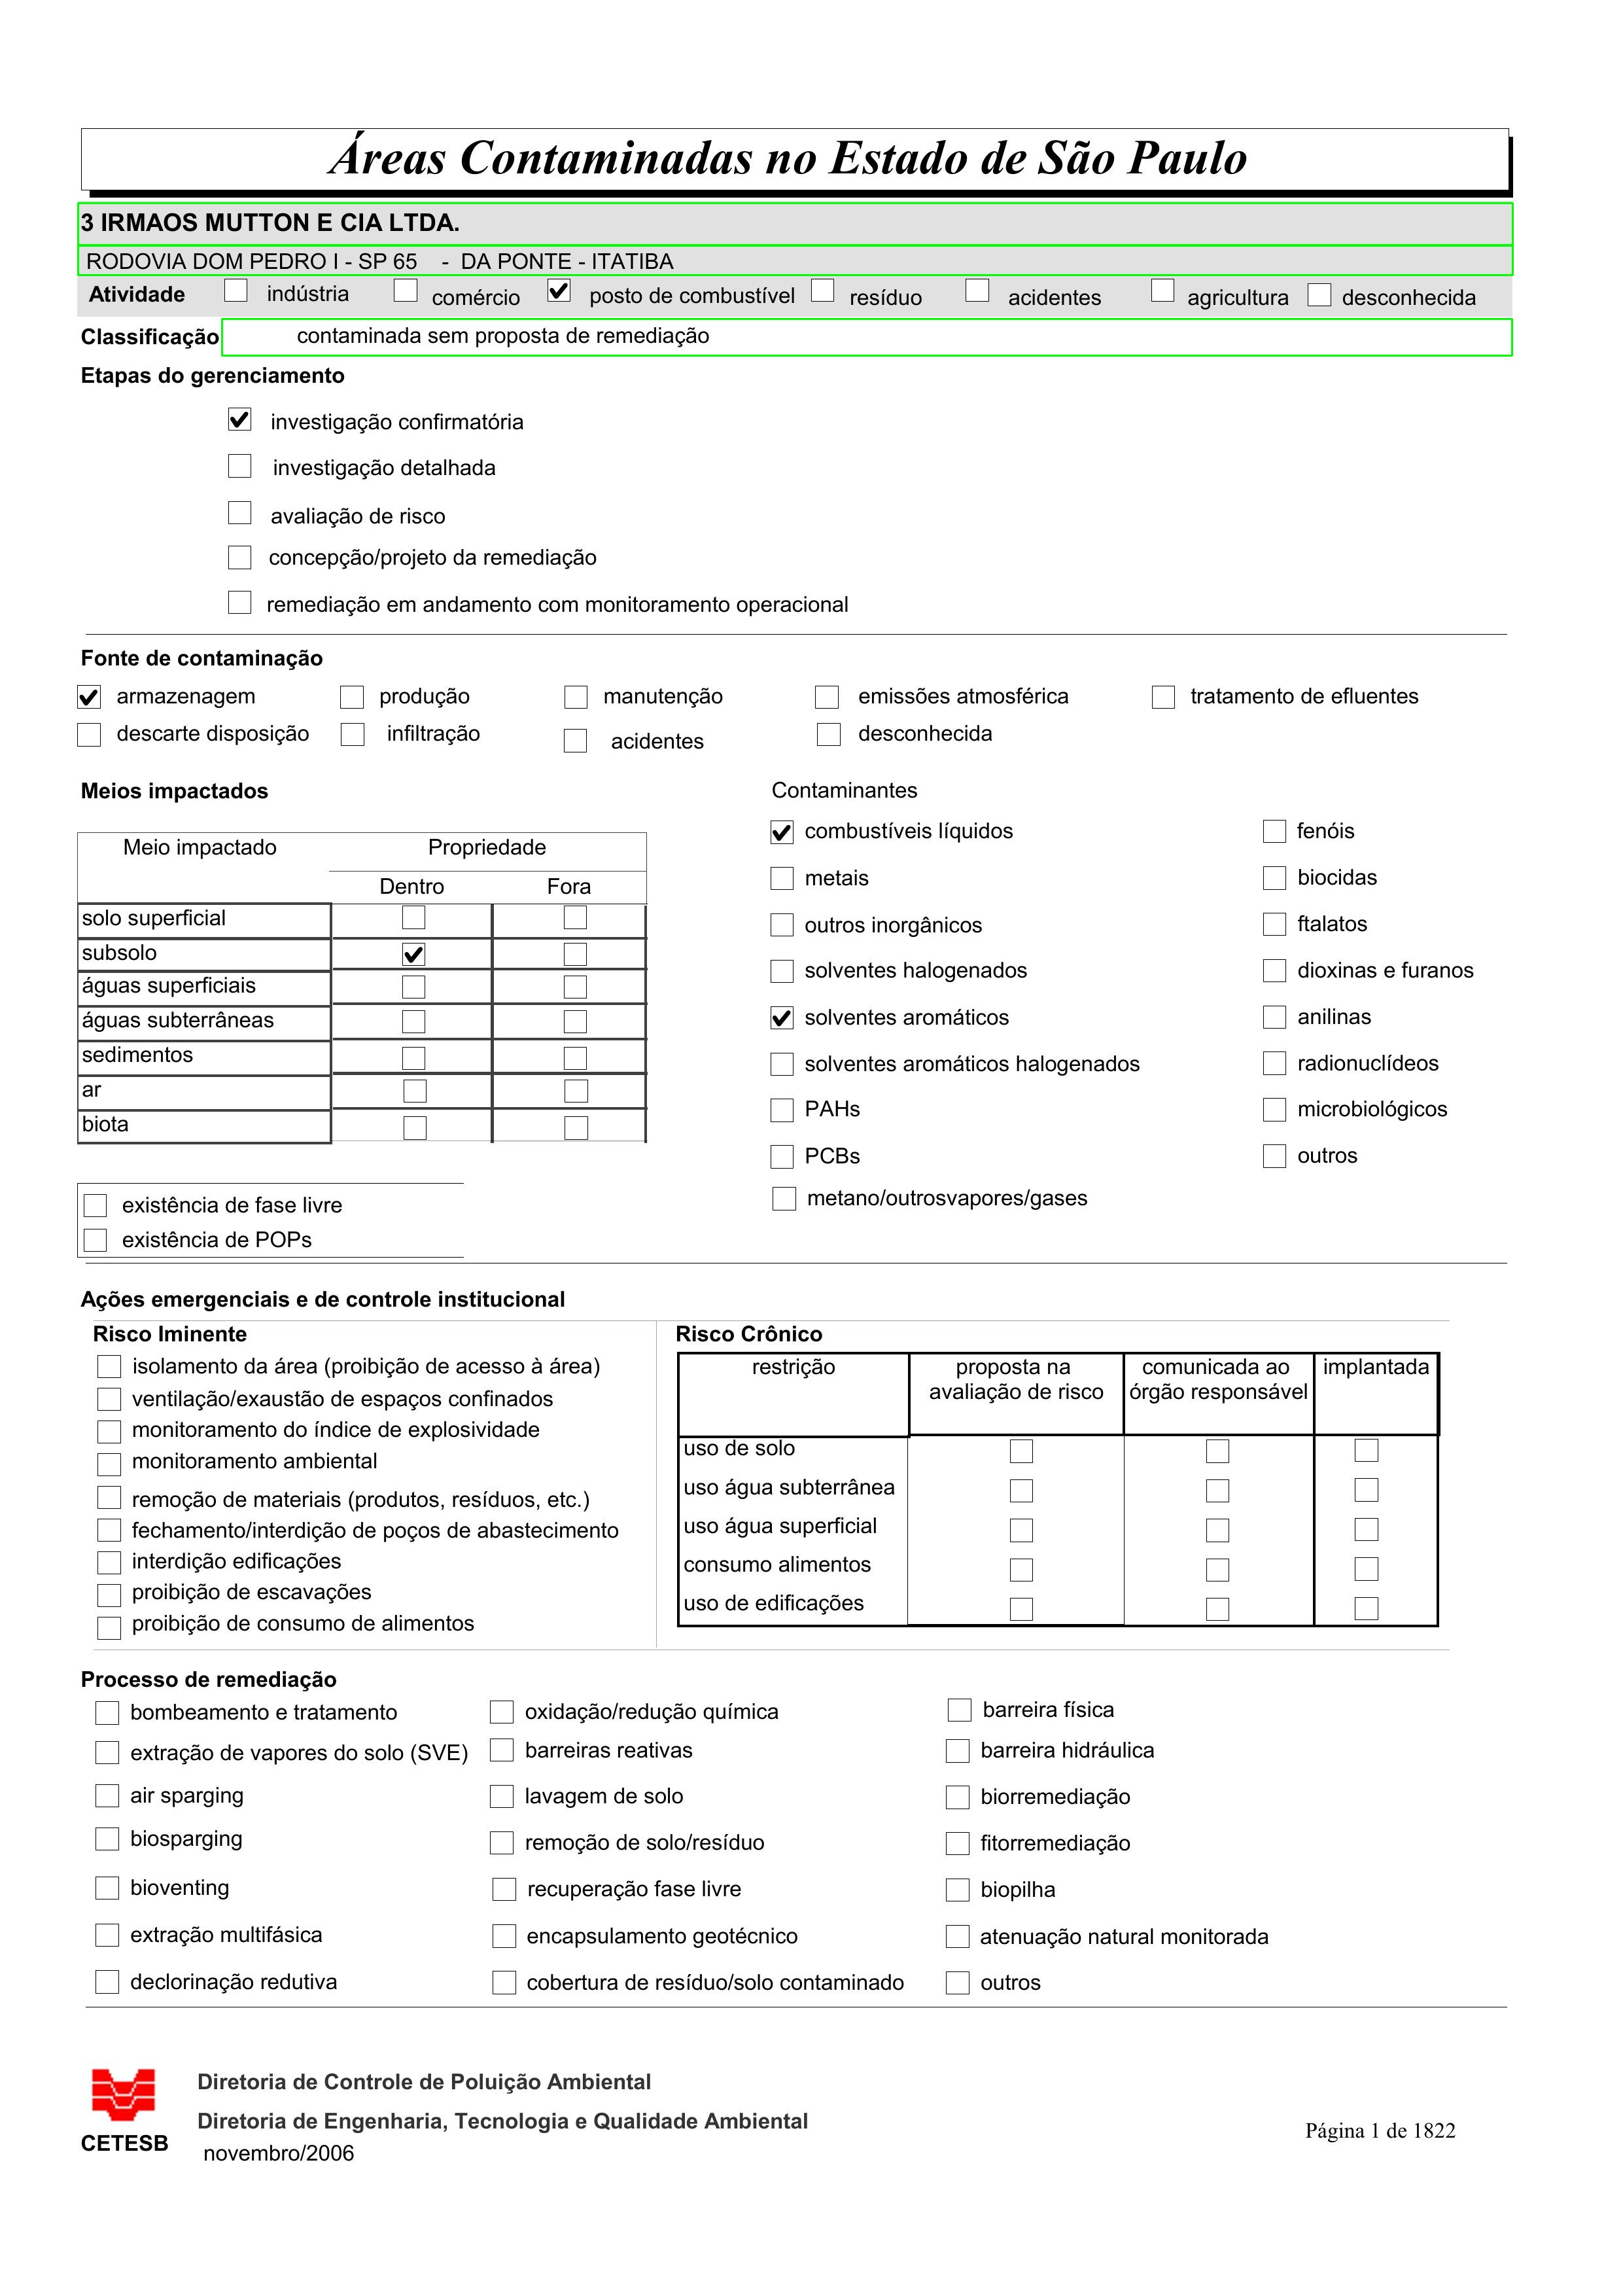 Áreas Contaminadas no Estado de São Paulo
3 IRMAOS MUTTON E CIA LTDA.
RODOVIA DOM PEDRO I - SP 65 - DA PONTE - ITATIBA
Atividade indústria comércio posto de combustível resíduo acidentes agricultura desconhecida
Classificação contaminada sem proposta de remediação
Etapas do gerenciamento
investigação confirmatória
investigação detalhada
avaliação de risco
concepção/projeto da remediação
remediação em andamento com monitoramento operacional
Fonte de contaminação
armazenagem produção manutenção emissões atmosférica tratamento de efluentes
descarte disposição infiltração acidentes desconhecida
Meios impactados
Meio impactado Propriedade
Dentro Fora
solo superficial
subsolo
águas superficiais
águas subterrâneas
sedimentos
ar
biota
existência de fase livre
existência de POPs
Contaminantes
combustíveis líquidos fenóis
metais biocidas
outros inorgânicos ftalatos
solventes halogenados dioxinas e furanos
solventes aromáticos anilinas
solventes aromáticos halogenados radionuclídeos
PAHs microbiológicos
PCBs outros
metano/outrosvapores/gases
Ações emergenciais e de controle institucional
Risco Iminente
isolamento da área (proibição de acesso à área)
ventilação/exaustão de espaços confinados
monitoramento do índice de explosividade
monitoramento ambiental
remoção de materiais (produtos, resíduos, etc.)
fechamento/interdição de poços de abastecimento
interdição edificações
proibição de escavações
proibição de consumo de alimentos
Risco Crônico
restrição proposta na comunicada ao implantada
avaliação de risco órgão responsável
uso de solo
uso água subterrânea
uso água superficial
consumo alimentos
uso de edificações
Processo de remediação
bombeamento e tratamento oxidação/redução química barreira física
extração de vapores do solo (SVE) barreiras reativas barreira hidráulica
air sparging lavagem de solo biorremediação
biosparging remoção de solo/resíduo fitorremediação
bioventing recuperação fase livre biopilha
extração multifásica encapsulamento geotécnico atenuação natural monitorada
declorinação redutiva cobertura de resíduo/solo contaminado outros
Diretoria de Controle de Poluição Ambiental
Diretoria de Engenharia, Tecnologia e Qualidade Ambiental
CETESB
novembro/2006
Página 1 de 1822